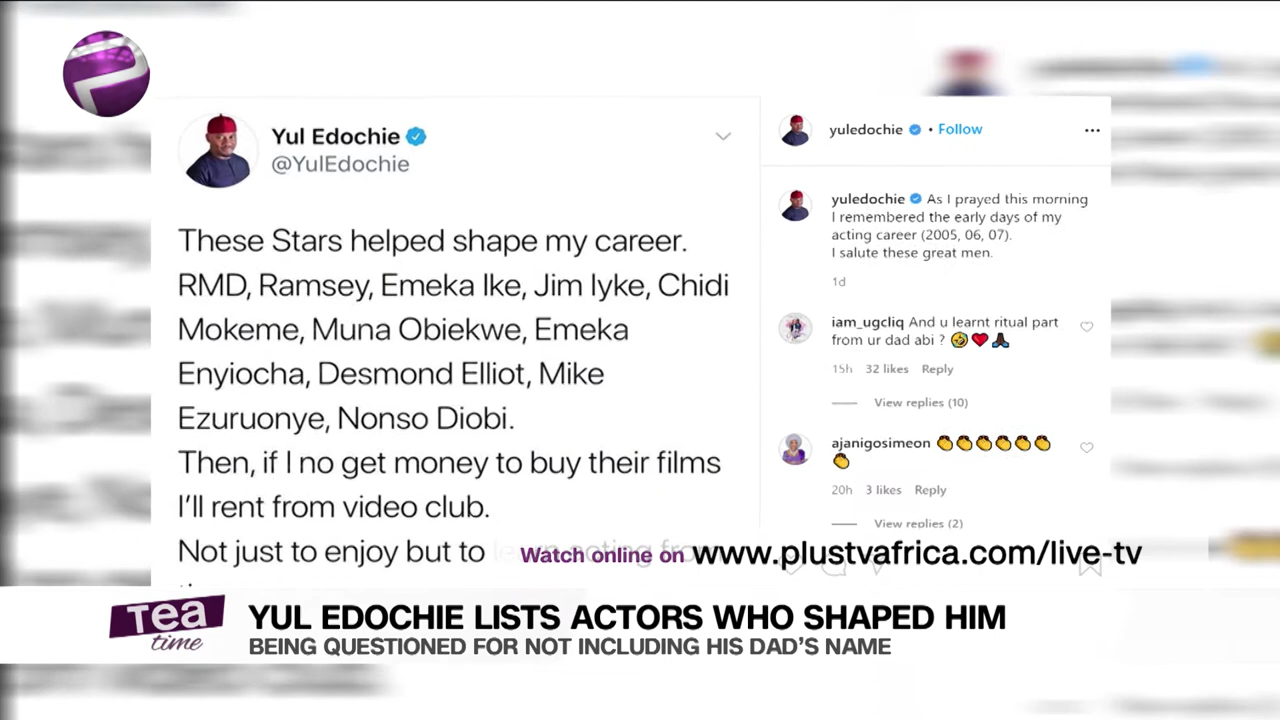 Yul Edochie
@YulEdochie
These Stars helped shape my career.
RMD, Ramsey, Emeka Ike, Jim Iyke, Chidi
Mokeme, Muna Obiekwe, Emeka
Enyiocha, Desmond Elliot, Mike
Ezuruonye, Nonso Diobi.
Then, if I no get money to buy their films
I'll rent from video club.
Not just to enjoy but to
yuledochie • Follow
yuledochie As I prayed this morning
I remembered the early days of my
acting career (2005, 06, 07).
I salute these great men.
1d
iam_ugcliq And u learnt ritual part
from ur dad abi ? 🤣❤️🙏🏿
15h 32 likes Reply
View replies (10)
ajanigosimeon 👏👏👏👏👏👏
👏
20h 3 likes Reply
View replies (2)
Watch online on www.plustvafrica.com/live-tv
Tea
time
YUL EDOCHIE LISTS ACTORS WHO SHAPED HIM
BEING QUESTIONED FOR NOT INCLUDING HIS DAD'S NAME